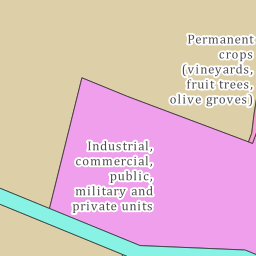 Permanent
crops
(vineyards,
fruit trees,
olive groves)
Industrial,
commercial,
public,
military and
private units